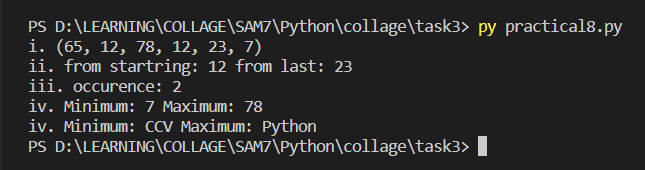 PS D:\LEARNING\COLLAGE\SAM7\Python\collage\task3> py practical8.py
i. (65, 12, 78, 12, 23, 7)
ii. from startring: 12 from last: 23
iii. occurence: 2
iv. Minimum: 7 Maximum: 78
iv. Minimum: CCV Maximum: Python
PS D:\LEARNING\COLLAGE\SAM7\Python\collage\task3>